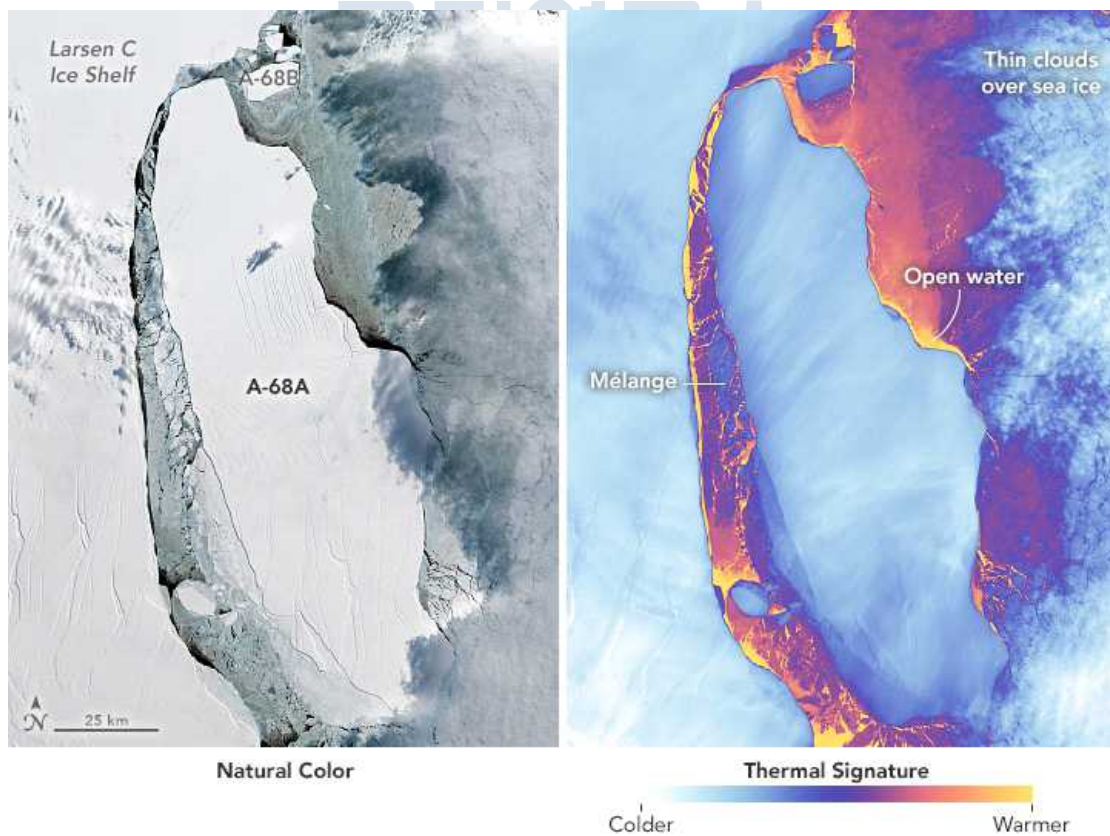 Larsen C
Ice Shelf
A-68B
A-68A
N
25 km
Natural Color
Thin clouds
over sea ice
Open water
Mélange
Thermal Signature
Colder
Warmer